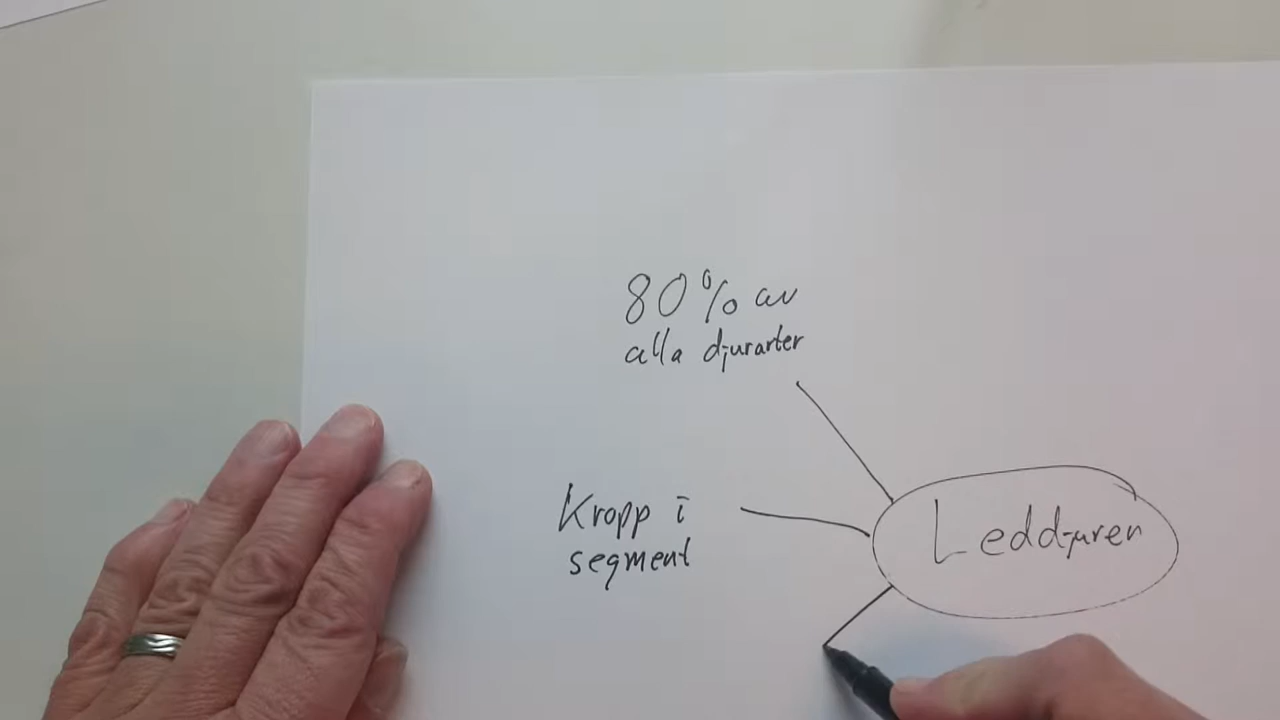 80% av
alla djurarter
Kropp i
segment
Leddjuren